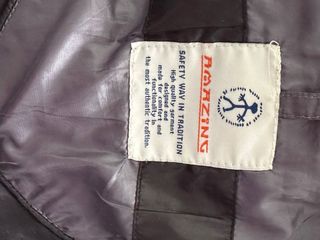 AMAZING
SAFETY WAY IN TRADITION
High quality garment
designed and
made for comfort and
functionality in
the most authentic tradition.